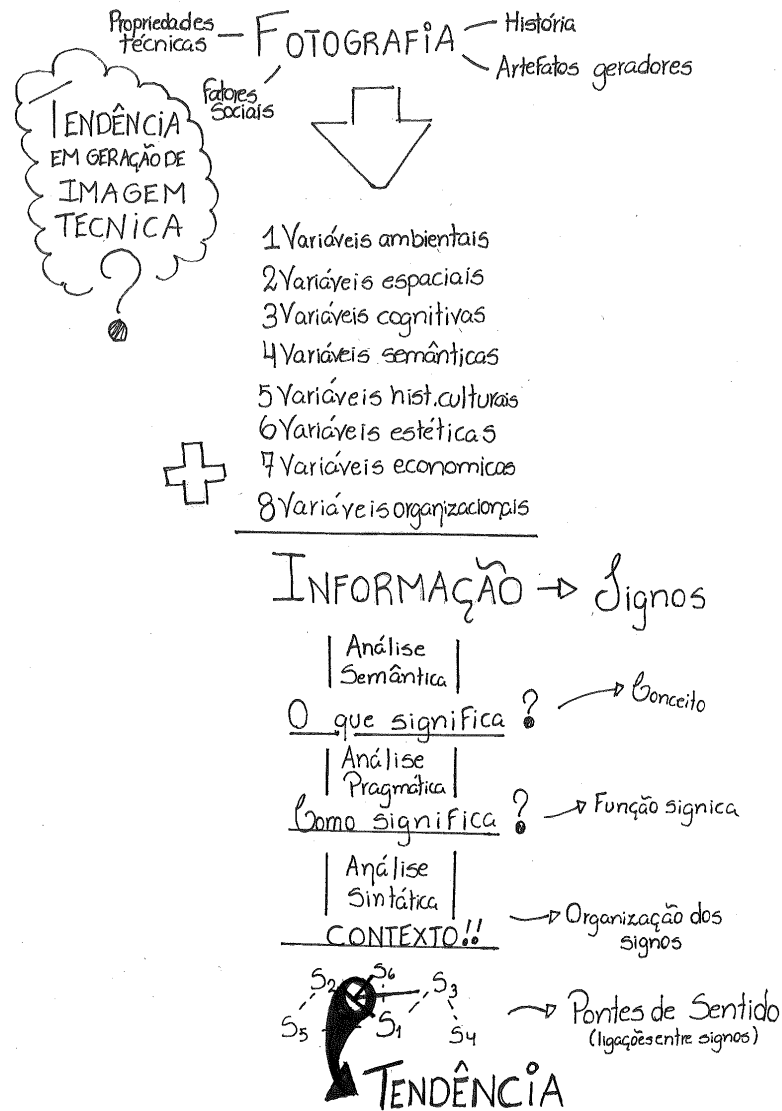 Propriedades
técnicas
FOTOGRAFiA
História
Artefatos geradores
Fatores
Sociais
TENDÊNCiA
EM GERAÇÃO DE
IMAGEM
TECNiCA
?
1 Variáveis ambientais
2 Variáveis espaciais
3 Variáveis cognitivas
4 Variáveis semânticas
5 Variáveis hist.culturais
6 Variáveis estéticas
7 Variáveis economicas
8 Variáveis organizacionais
INFORMAÇÃO → Signos
Análise
Semântica
O que significa ?
Conceito
Análise
Pragmática
Como significa ?
Função signica
Análise
Sintática
CONTEXTO!!
Organização dos
signos
S2 S6 S3
S5 S1 S4
Pontes de Sentido
(ligações entre signos)
TENDÊNCiA